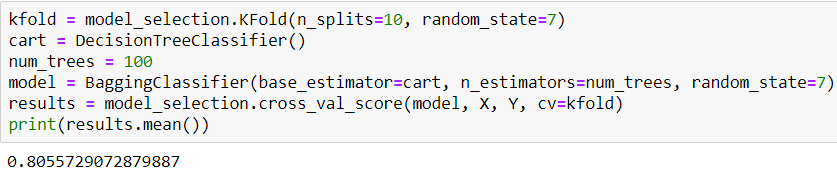 kfold = model_selection.KFold(n_splits=10, random_state=7)
cart = DecisionTreeClassifier()
num_trees = 100
model = BaggingClassifier(base_estimator=cart, n_estimators=num_trees, random_state=7)
results = model_selection.cross_val_score(model, X, Y, cv=kfold)
print(results.mean())
0.8055729072879887